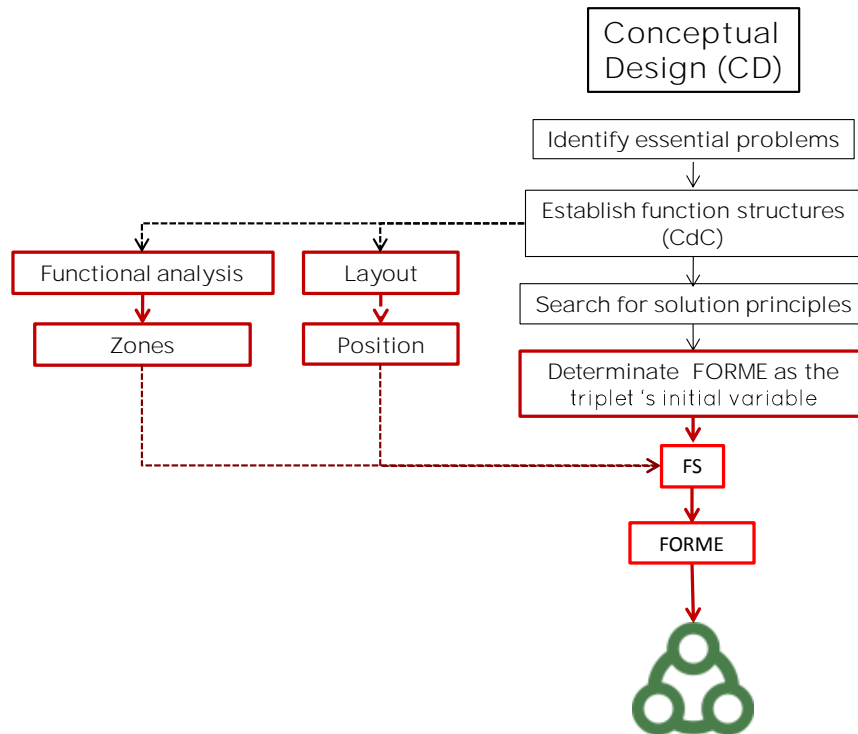 Conceptual
Design (CD)
Identify essential problems
Establish function structures
(CdC)
Functional analysis
Layout
Search for solution principles
Zones
Position
Determinate FORME as the
triplet 's initial variable
FS
FORME